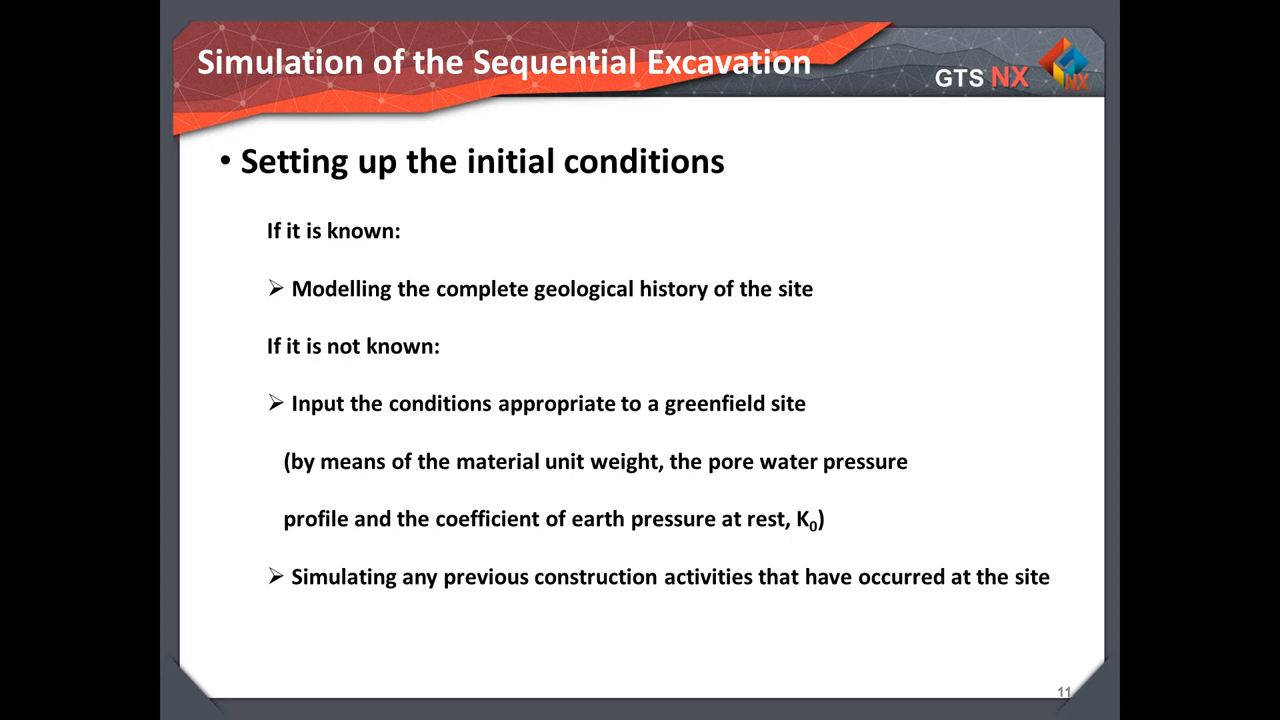 Simulation of the Sequential Excavation
GTS NX
NX
• Setting up the initial conditions
If it is known:
➢ Modelling the complete geological history of the site
If it is not known:
➢ Input the conditions appropriate to a greenfield site
(by means of the material unit weight, the pore water pressure
profile and the coefficient of earth pressure at rest, K₀)
➢ Simulating any previous construction activities that have occurred at the site
11